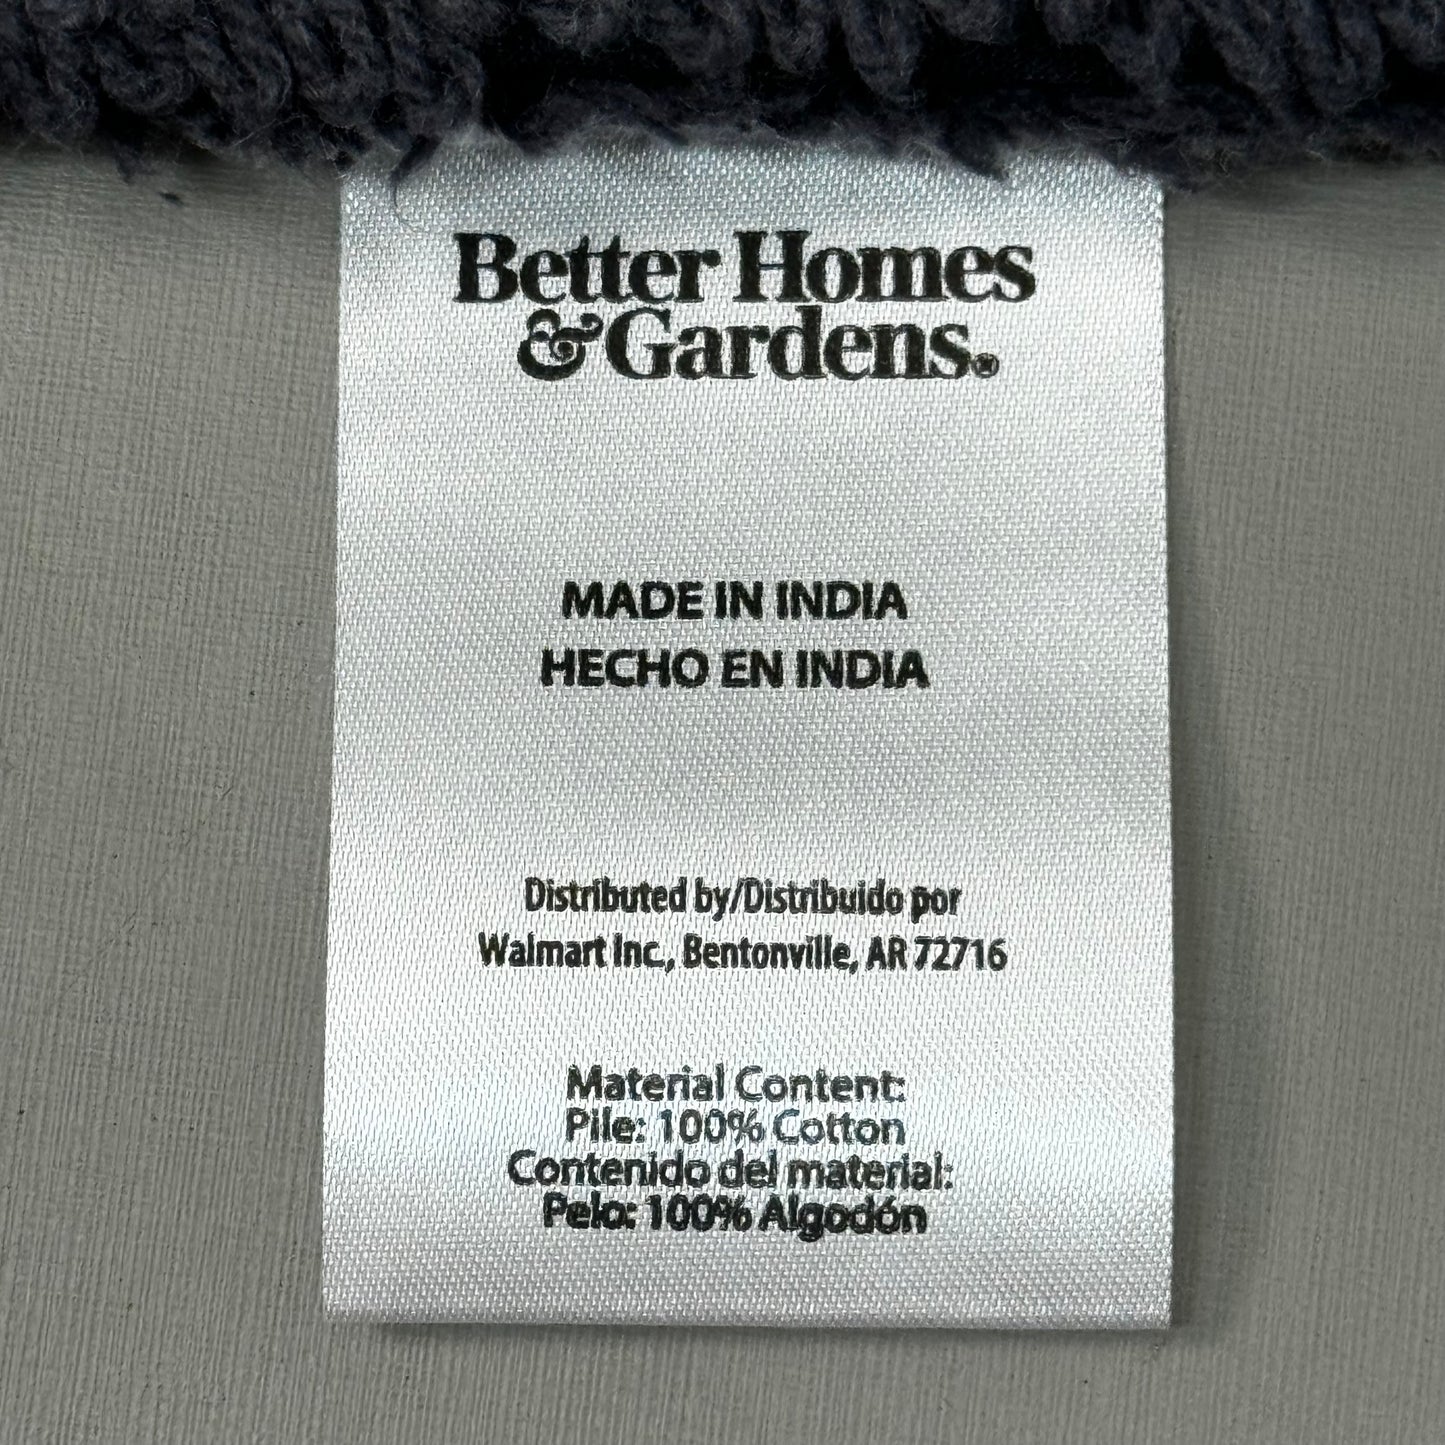 Better Homes
& Gardens®
MADE IN INDIA
HECHO EN INDIA
Distributed by/Distribuido por
Walmart Inc., Bentonville, AR 72716
Material Content:
Pile: 100% Cotton
Contenido del material:
Pelo: 100% Algodón